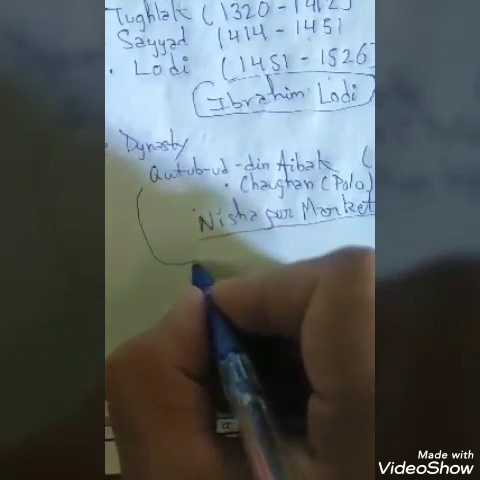 Tughlak (1320 - 1412)
Sayyad 1414 - 1451
Lodi (1451 - 1526)
Ibrahim Lodi
Dynasty
Qutub-ud-din Aibak (
Chaughan (Polo)
Nishapur Market
12
Made with
VideoShow